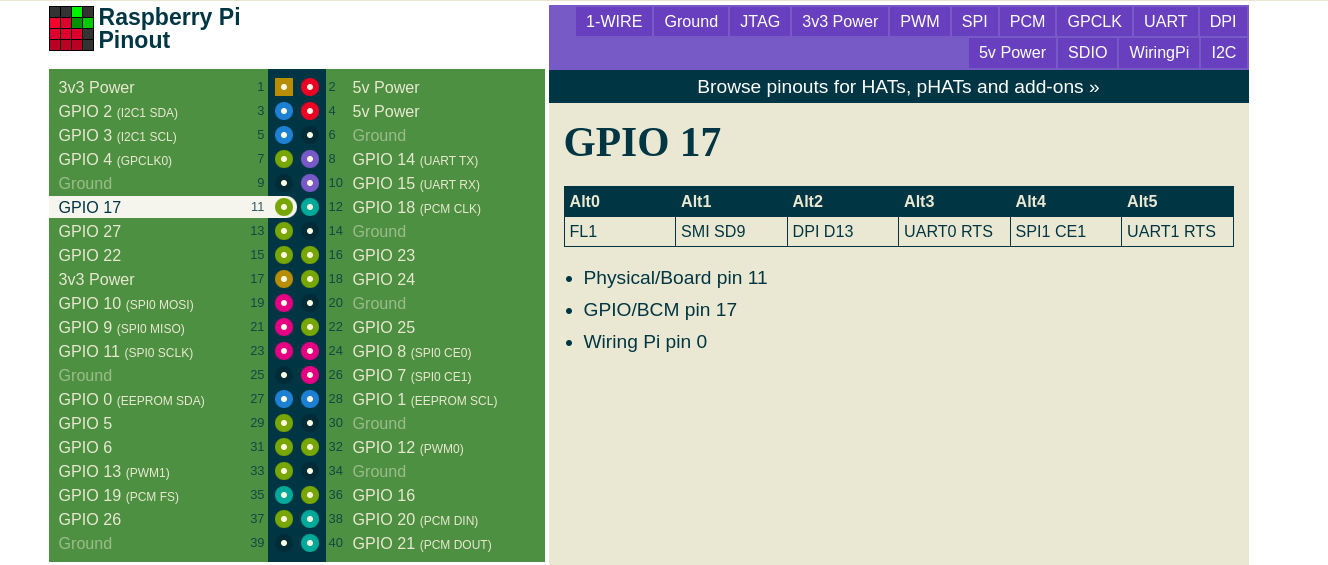 Raspberry Pi
Pinout
1-WIRE Ground JTAG 3v3 Power PWM SPI PCM GPCLK UART DPI
5v Power SDIO WiringPi I2C
Browse pinouts for HATs, pHATs and add-ons »
3v3 Power 1 2 5v Power
GPIO 2 (I2C1 SDA) 3 4 5v Power
GPIO 3 (I2C1 SCL) 5 6 Ground
GPIO 4 (GPCLK0) 7 8 GPIO 14 (UART TX)
Ground 9 10 GPIO 15 (UART RX)
GPIO 17 11 12 GPIO 18 (PCM CLK)
GPIO 27 13 14 Ground
GPIO 22 15 16 GPIO 23
3v3 Power 17 18 GPIO 24
GPIO 10 (SPI0 MOSI) 19 20 Ground
GPIO 9 (SPI0 MISO) 21 22 GPIO 25
GPIO 11 (SPI0 SCLK) 23 24 GPIO 8 (SPI0 CE0)
Ground 25 26 GPIO 7 (SPI0 CE1)
GPIO 0 (EEPROM SDA) 27 28 GPIO 1 (EEPROM SCL)
GPIO 5 29 30 Ground
GPIO 6 31 32 GPIO 12 (PWM0)
GPIO 13 (PWM1) 33 34 Ground
GPIO 19 (PCM FS) 35 36 GPIO 16
GPIO 26 37 38 GPIO 20 (PCM DIN)
Ground 39 40 GPIO 21 (PCM DOUT)
GPIO 17
Alt0 Alt1 Alt2 Alt3 Alt4 Alt5
FL1 SMI SD9 DPI D13 UART0 RTS SPI1 CE1 UART1 RTS
• Physical/Board pin 11
• GPIO/BCM pin 17
• Wiring Pi pin 0